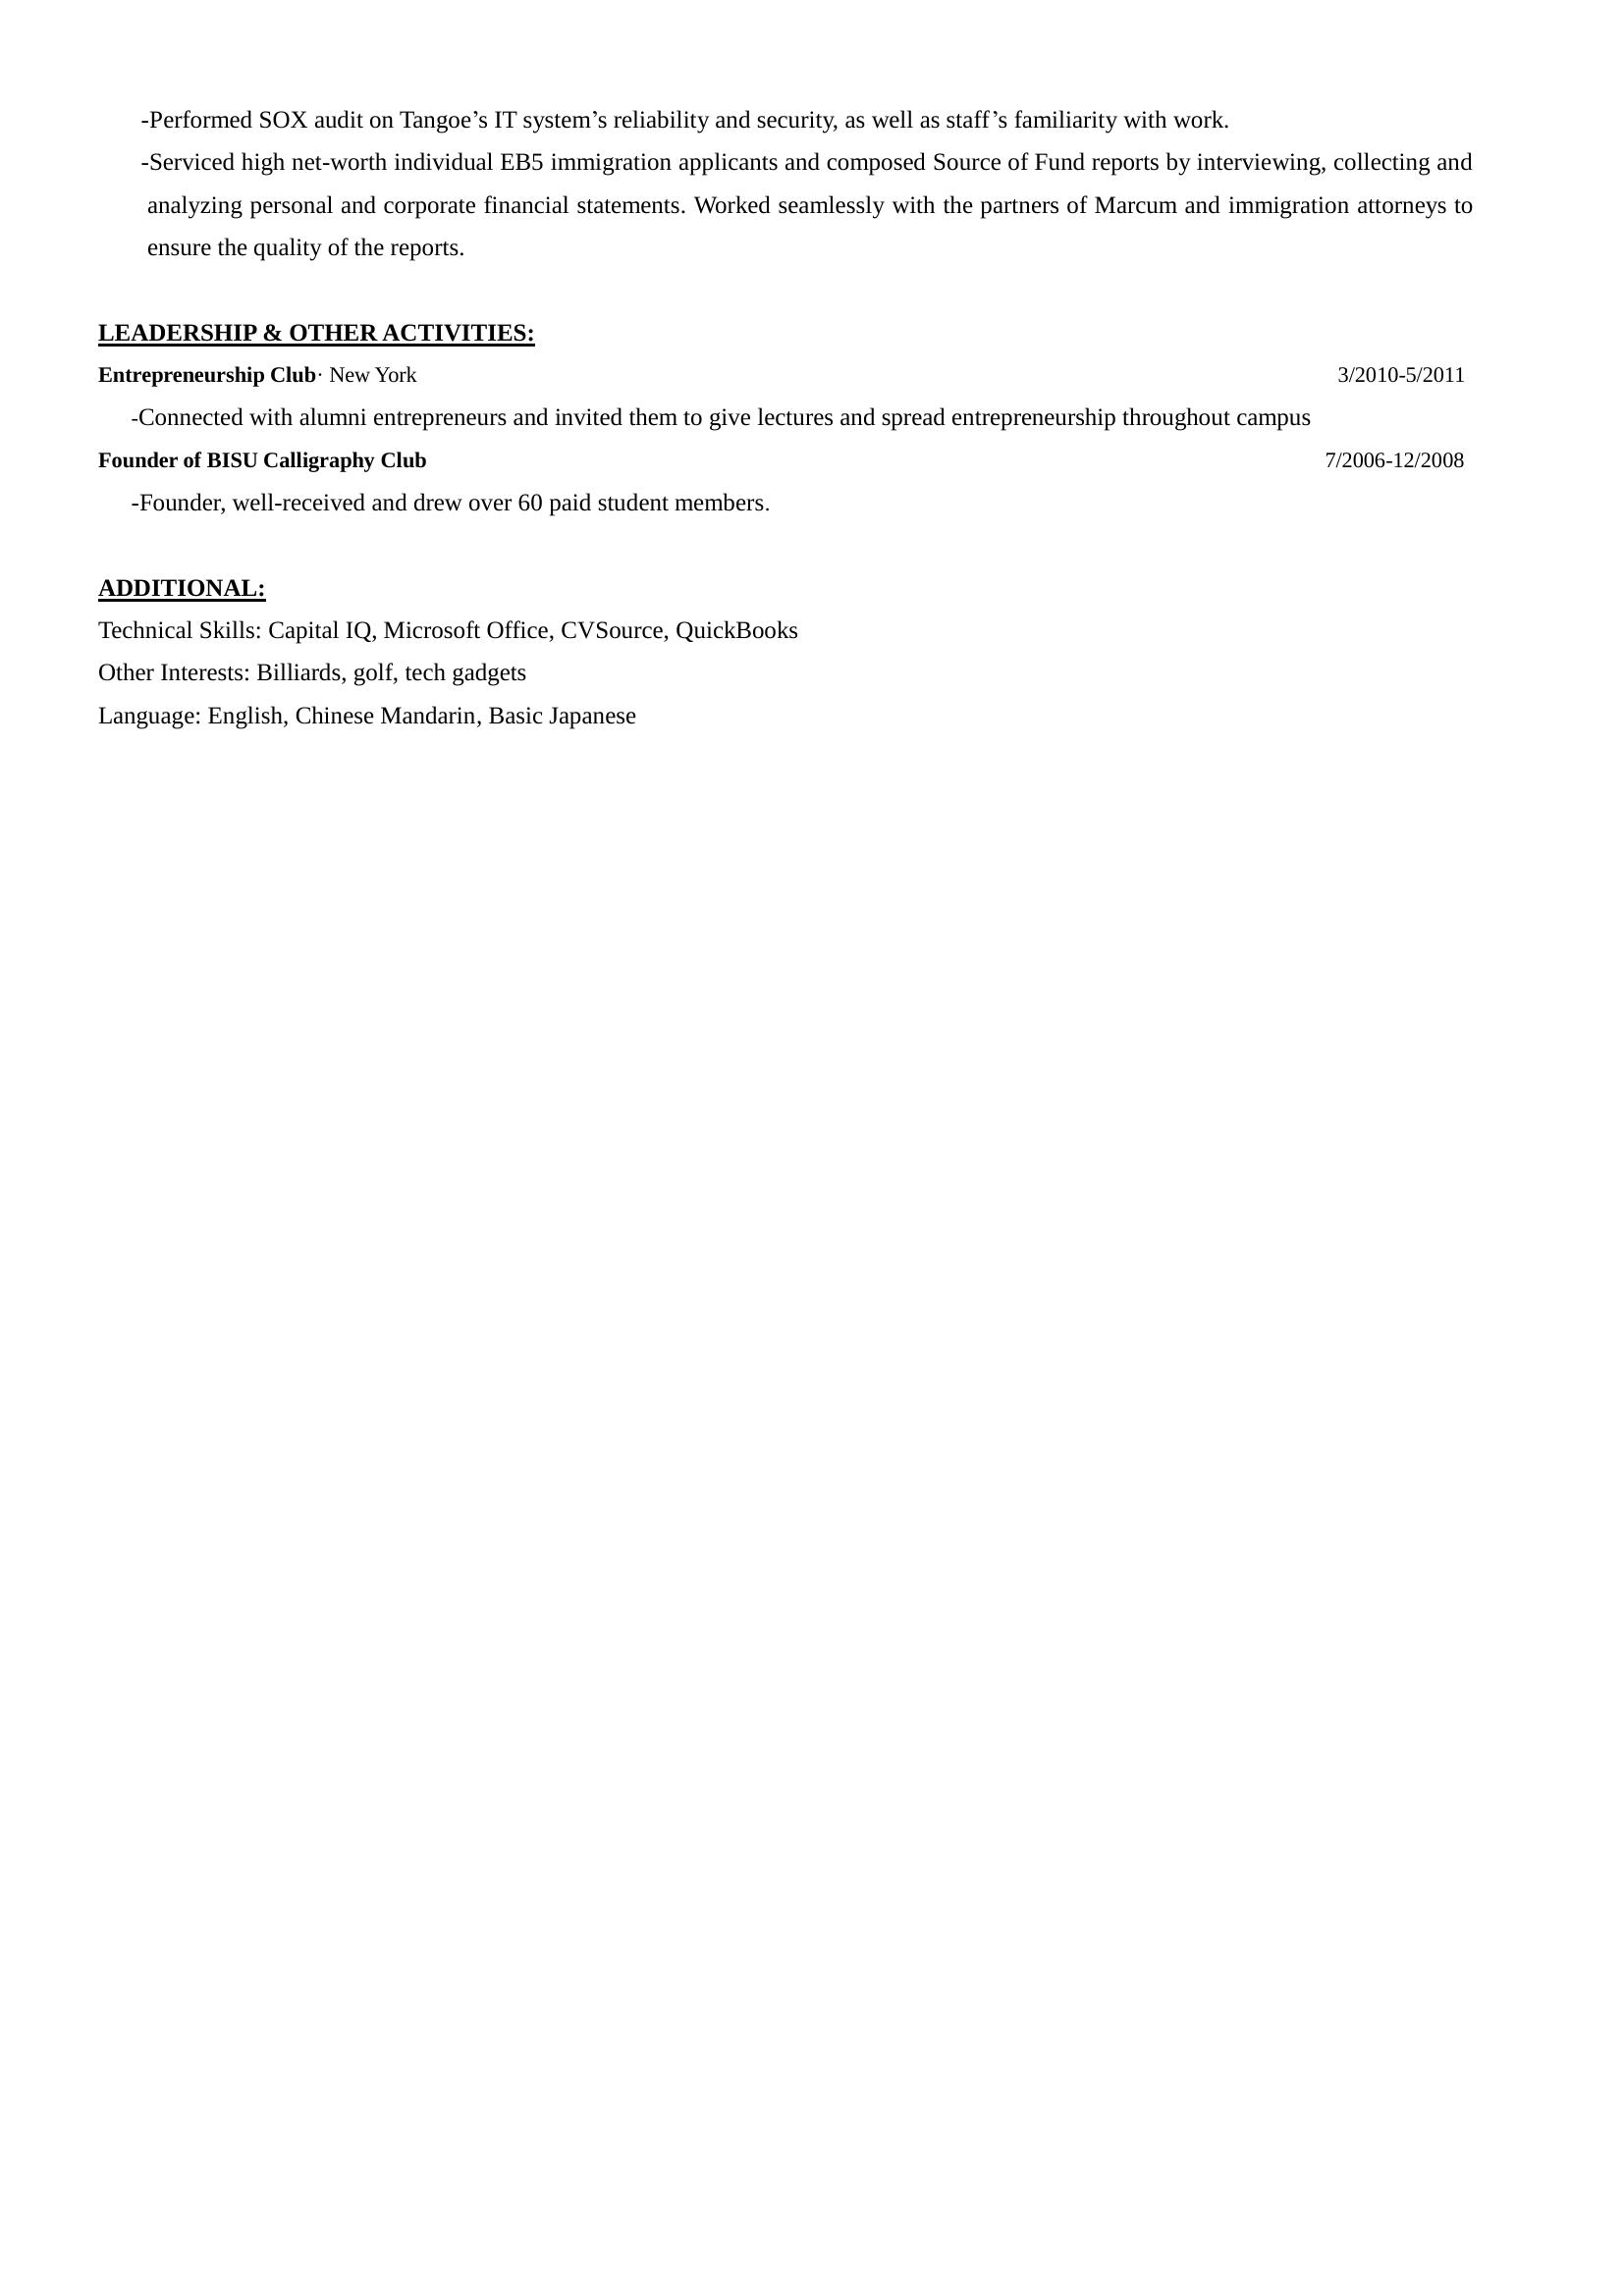 -Performed SOX audit on Tangoe’s IT system’s reliability and security, as well as staff’s familiarity with work.
-Serviced high net-worth individual EB5 immigration applicants and composed Source of Fund reports by interviewing, collecting and
analyzing personal and corporate financial statements. Worked seamlessly with the partners of Marcum and immigration attorneys to
ensure the quality of the reports.
LEADERSHIP & OTHER ACTIVITIES:
Entrepreneurship Club· New York 3/2010-5/2011
-Connected with alumni entrepreneurs and invited them to give lectures and spread entrepreneurship throughout campus
Founder of BISU Calligraphy Club 7/2006-12/2008
-Founder, well-received and drew over 60 paid student members.
ADDITIONAL:
Technical Skills: Capital IQ, Microsoft Office, CVSource, QuickBooks
Other Interests: Billiards, golf, tech gadgets
Language: English, Chinese Mandarin, Basic Japanese